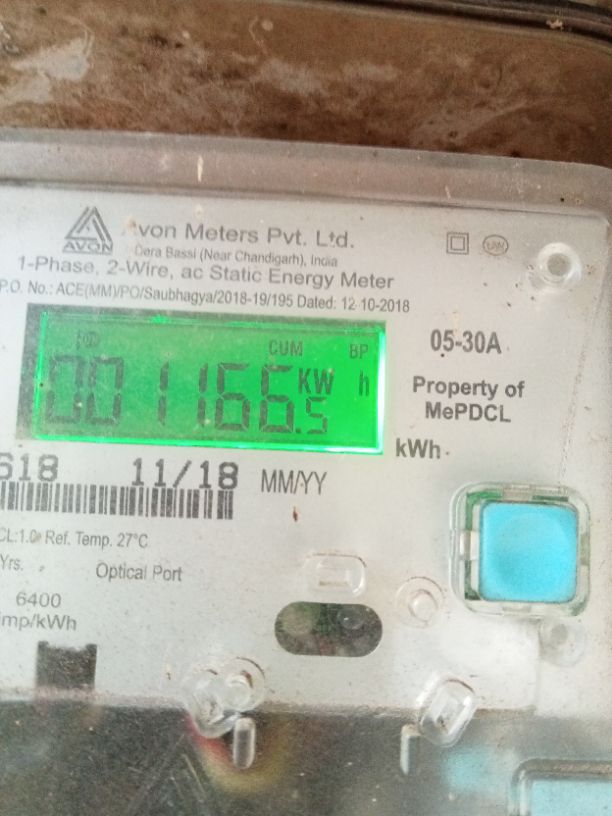 AVON
Avon Meters Pvt. Ltd.
Dera Bassi (Near Chandigarh), India
1-Phase, 2-Wire, ac Static Energy Meter
P.O. No.: ACE(MM)/PO/Saubhagya/2018-19/195 Dated: 12-10-2018
CUM BP
001166.5 KW h
05-30A
Property of
MePDCL
kWh
618 11/18 MM/YY
CL:1.0 Ref. Temp. 27°C
Yrs. Optical Port
6400
imp/kWh